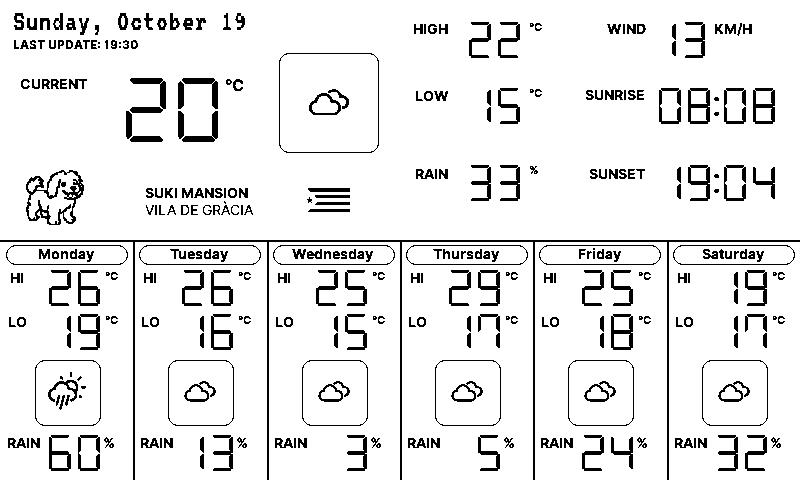 Sunday, October 19
LAST UPDATE: 19:30
CURRENT 20 °C
HIGH 22 °C
WIND 13 KM/H
LOW 15 °C
SUNRISE 08:08
RAIN 33 %
SUNSET 19:04
SUKI MANSION
VILA DE GRÀCIA
Monday
HI 26 °C
LO 19 °C
RAIN 60 %
Tuesday
HI 26 °C
LO 16 °C
RAIN 13 %
Wednesday
HI 25 °C
LO 15 °C
RAIN 3 %
Thursday
HI 29 °C
LO 17 °C
RAIN 5 %
Friday
HI 25 °C
LO 18 °C
RAIN 24 %
Saturday
HI 19 °C
LO 17 °C
RAIN 32 %